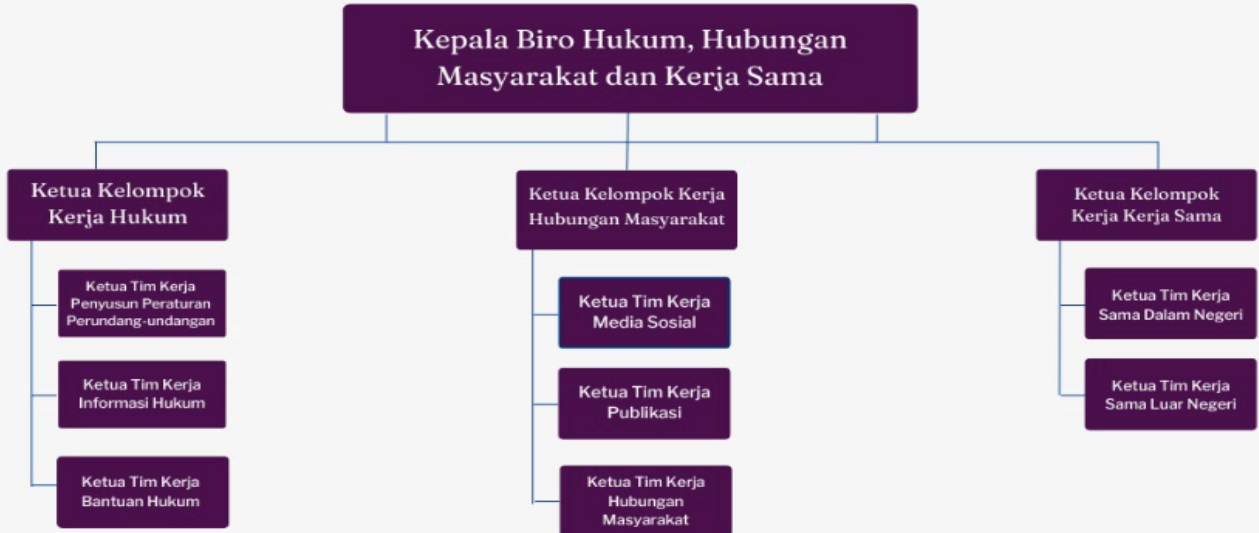 Kepala Biro Hukum, Hubungan
Masyarakat dan Kerja Sama
Ketua Kelompok
Kerja Hukum
Ketua Tim Kerja
Penyusun Peraturan
Perundang-undangan
Ketua Tim Kerja
Informasi Hukum
Ketua Tim Kerja
Bantuan Hukum
Ketua Kelompok Kerja
Hubungan Masyarakat
Ketua Tim Kerja
Media Sosial
Ketua Tim Kerja
Publikasi
Ketua Tim Kerja
Hubungan
Masyarakat
Ketua Kelompok
Kerja Kerja Sama
Ketua Tim Kerja
Sama Dalam Negeri
Ketua Tim Kerja
Sama Luar Negeri